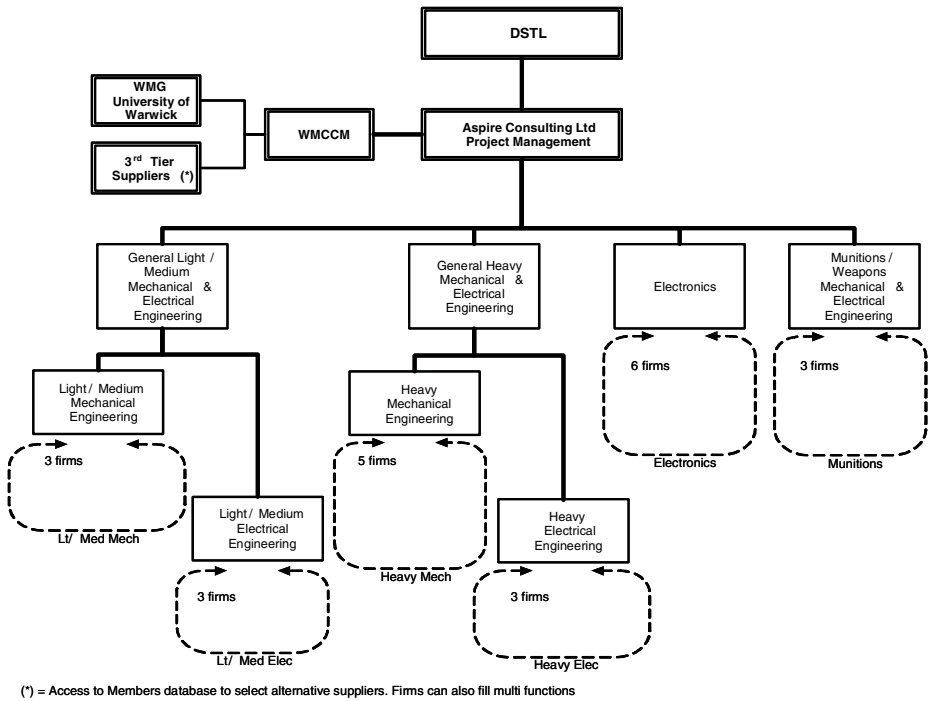 DSTL
WMG
University of
Warwick
WMCCM
Aspire Consulting Ltd
Project Management
3rd Tier
Suppliers (*)
General Light /
Medium
Mechanical &
Electrical
Engineering
General Heavy
Mechanical &
Electrical
Engineering
Electronics
Munitions /
Weapons
Mechanical &
Electrical
Engineering
6 firms
3 firms
Light / Medium
Mechanical
Engineering
Heavy
Mechanical
Engineering
3 firms
5 firms
Electronics
Munitions
Light / Medium
Electrical
Engineering
Heavy
Electrical
Engineering
Lt/ Med Mech
Heavy Mech
3 firms
3 firms
Lt/ Med Elec
Heavy Elec
(*) = Access to Members database to select alternative suppliers. Firms can also fill multi functions